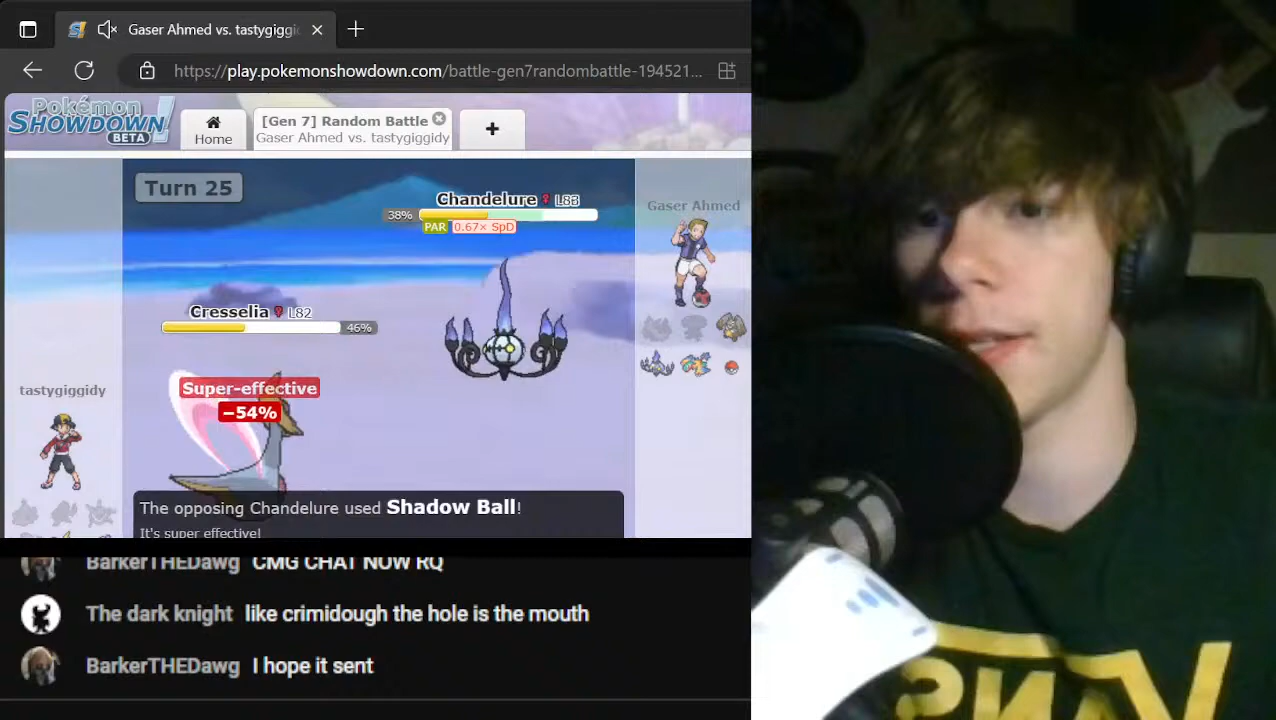 Gaser Ahmed vs. tastygiggi
https://play.pokemonshowdown.com/battle-gen7randombattle-194521...
Pokémon
SHOWDOWN!
BETA
Home
[Gen 7] Random Battle
Gaser Ahmed vs. tastygiggidy
Turn 25
Chandelure L83
38%
PAR 0.67× SpD
Gaser Ahmed
Cresselia L82
46%
tastygiggidy
Super-effective
−54%
The opposing Chandelure used Shadow Ball!
It's super effective!
BarkerTHEDawg CMG CHAT NOW RQ
The dark knight like crimidough the hole is the mouth
BarkerTHEDawg I hope it sent
VANS